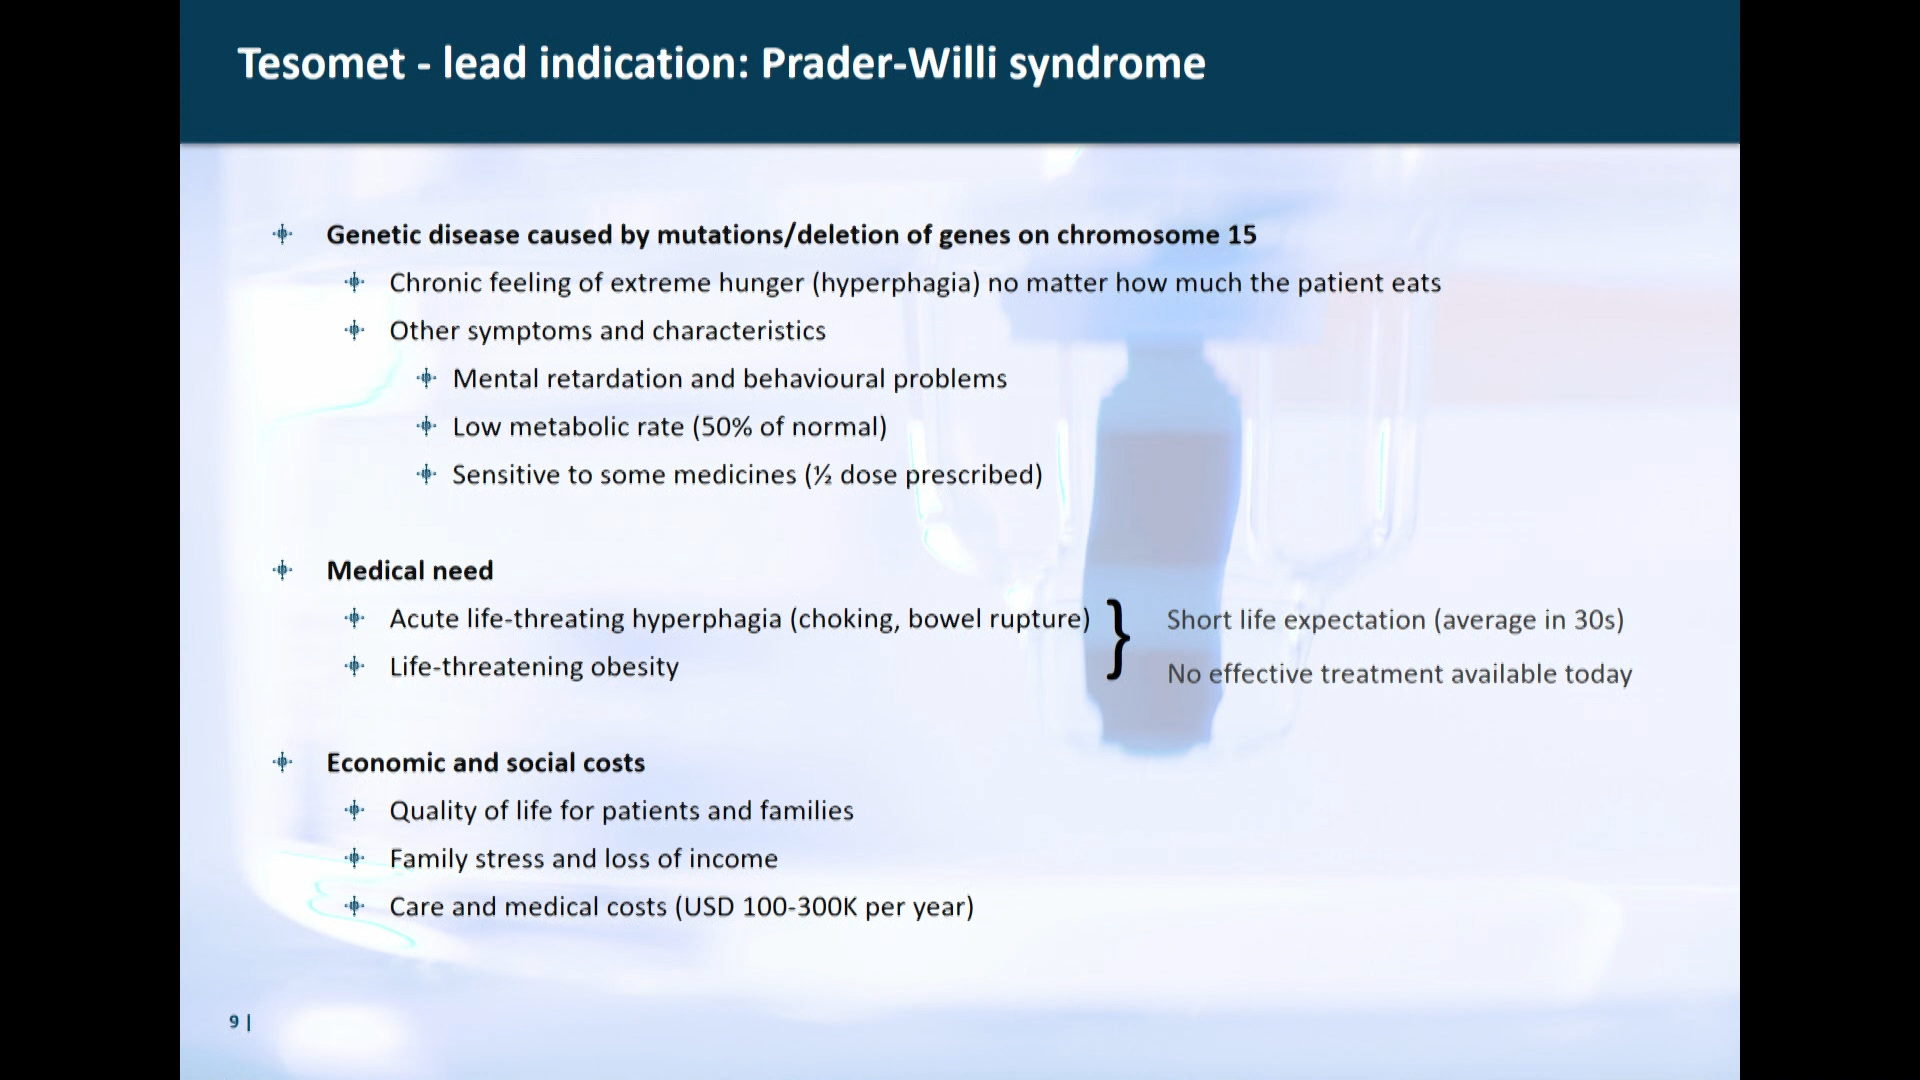 Tesomet - lead indication: Prader-Willi syndrome
Genetic disease caused by mutations/deletion of genes on chromosome 15
Chronic feeling of extreme hunger (hyperphagia) no matter how much the patient eats
Other symptoms and characteristics
Mental retardation and behavioural problems
Low metabolic rate (50% of normal)
Sensitive to some medicines (½ dose prescribed)
Medical need
Acute life-threating hyperphagia (choking, bowel rupture)
Life-threatening obesity
}
Short life expectation (average in 30s)
No effective treatment available today
Economic and social costs
Quality of life for patients and families
Family stress and loss of income
Care and medical costs (USD 100-300K per year)
9 |